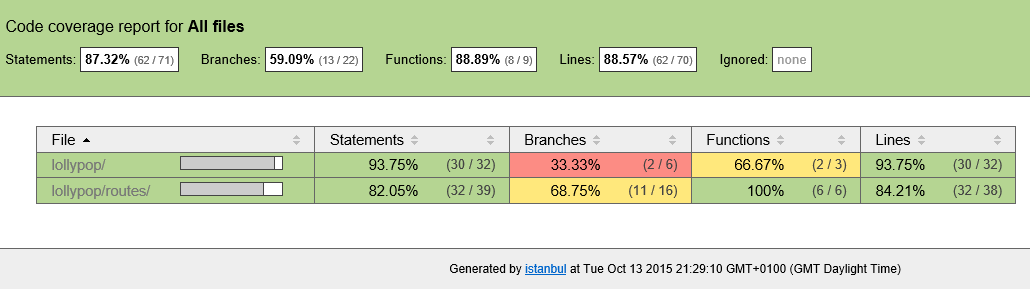 Code coverage report for All files
Statements: 87.32% (62 / 71) Branches: 59.09% (13 / 22) Functions: 88.89% (8 / 9) Lines: 88.57% (62 / 70) Ignored: none
File Statements Branches Functions Lines
lollypop/ 93.75% (30 / 32) 33.33% (2 / 6) 66.67% (2 / 3) 93.75% (30 / 32)
lollypop/routes/ 82.05% (32 / 39) 68.75% (11 / 16) 100% (6 / 6) 84.21% (32 / 38)
Generated by istanbul at Tue Oct 13 2015 21:29:10 GMT+0100 (GMT Daylight Time)